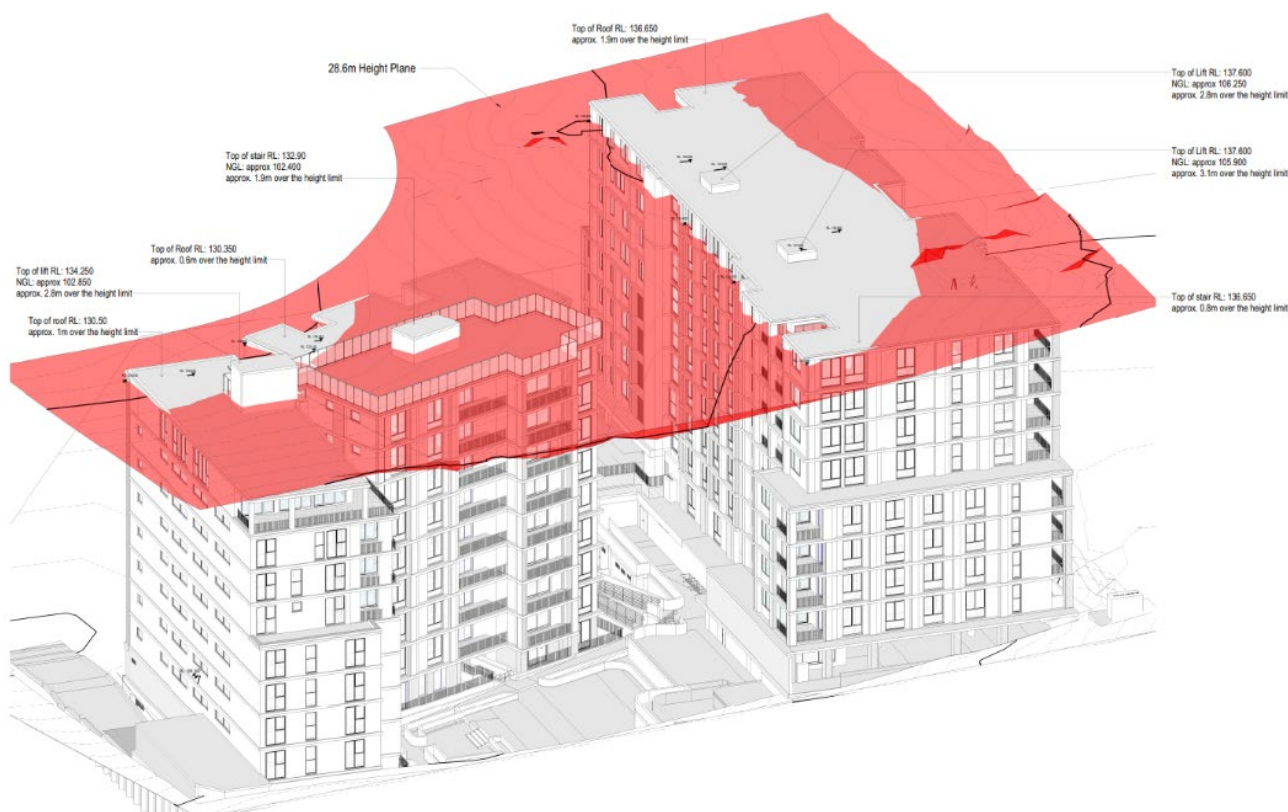 Top of Roof RL: 136.650
approx. 1.9m over the height limit
28.6m Height Plane
Top of Lift RL: 137.600
NGL: approx 106.250
approx. 2.8m over the height limit
Top of stair RL: 132.90
NGL: approx 102.400
approx. 1.9m over the height limit
Top of Lift RL: 137.600
NGL: approx 105.900
approx. 3.1m over the height limit
Top of Roof RL: 130.350
approx. 0.6m over the height limit
Top of lift RL: 134.250
NGL: approx 102.850
approx. 2.8m over the height limit
Top of stair RL: 136.650
approx. 0.8m over the height limit
Top of roof RL: 130.50
approx. 1m over the height limit